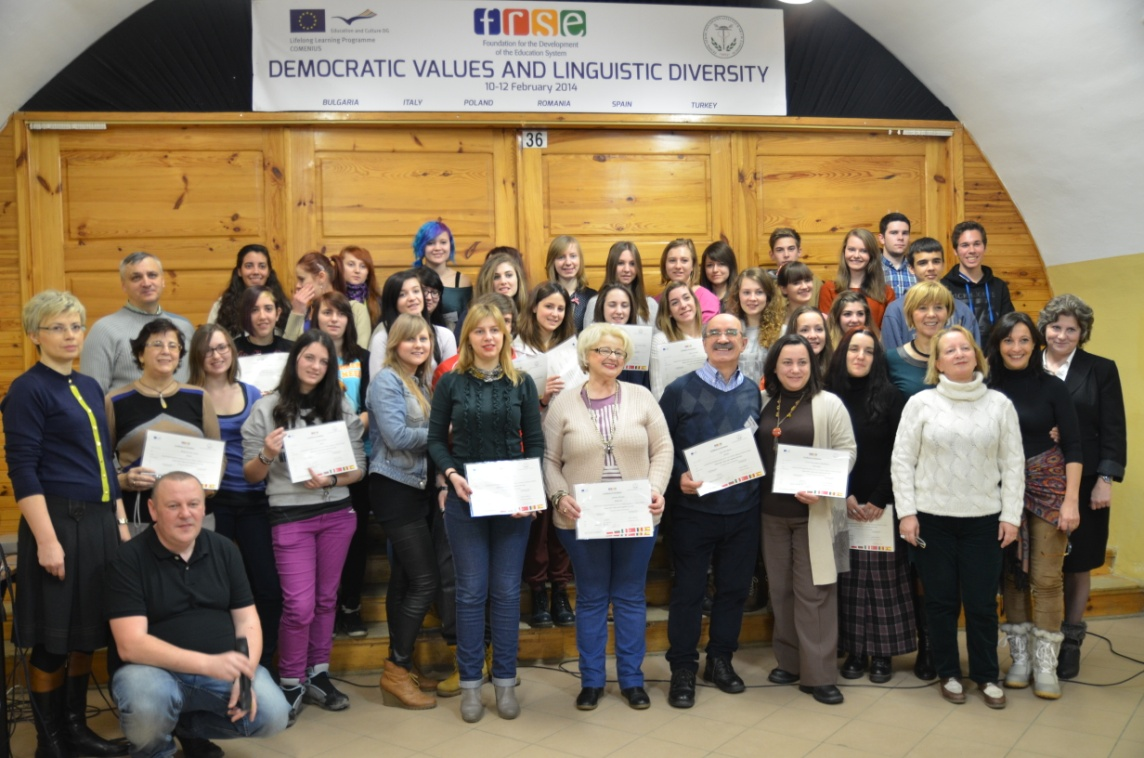 Education and Culture DG
Lifelong Learning Programme
COMENIUS
frse
Foundation for the Development
of the Education System
DEMOCRATIC VALUES AND LINGUISTIC DIVERSITY
10-12 February 2014
BULGARIA ITALY POLAND ROMANIA SPAIN TURKEY
36